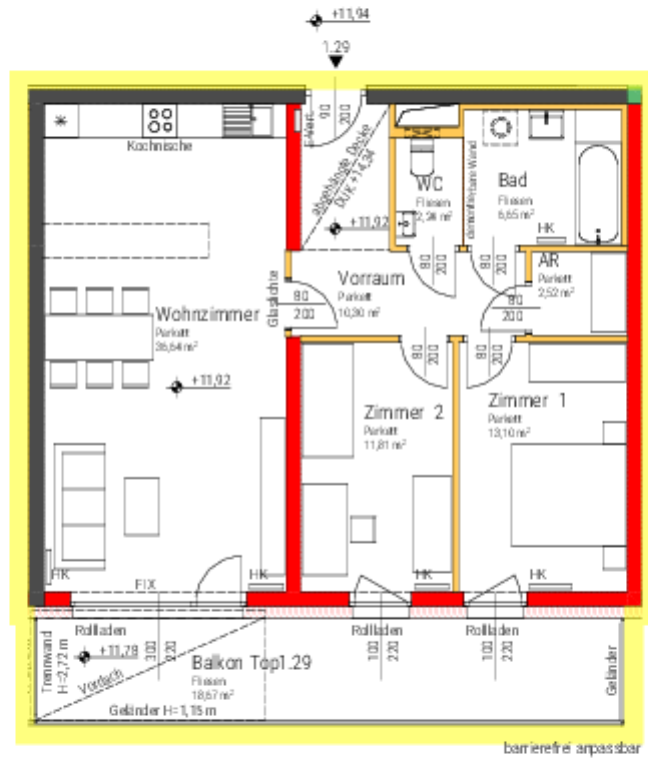 +11,94
1.29
Kochnische
90
200
abgehängte Decke
DUK +14,34
+11,92
WC
Fliesen
2,24 m²
demontierbare Wand
Bad
Fliesen
6,65 m²
HK
80
200
80
200
AR
Parkett
2,52 m²
80
200
Glaslichte
80
200
Vorraum
Parkett
10,30 m²
Wohnzimmer
Parkett
36,64 m²
+11,92
80
200
80
200
Zimmer 2
Parkett
11,81 m²
Zimmer 1
Parkett
13,10 m²
HK
FIX
HK
HK
HK
Rollladen
Rollladen
Rollladen
Trennwand
H=2,72 m
+11,78
Vordach
300
220
Balkon Top1.29
Fliesen
18,67 m²
100
220
100
220
Geländer
Geländer H=1,15 m
barrierefrei anpassbar